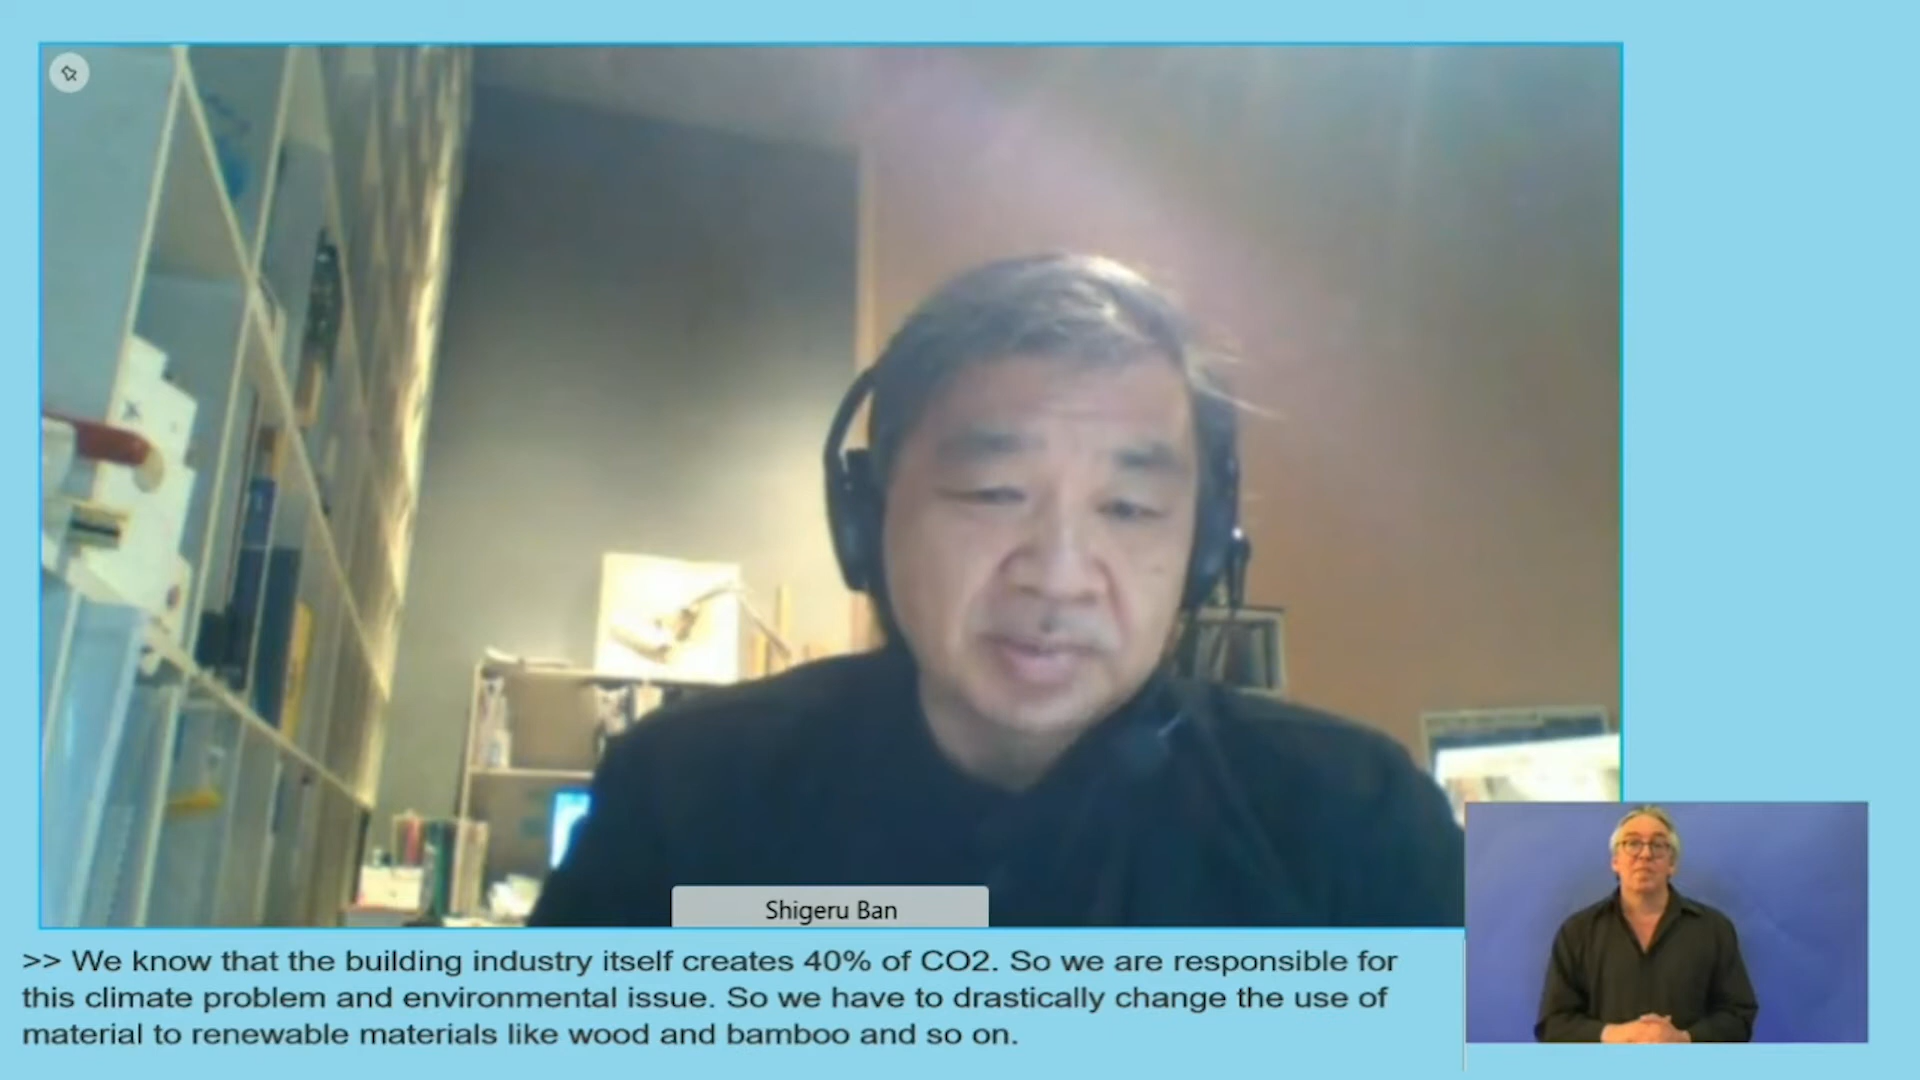 Shigeru Ban
>> We know that the building industry itself creates 40% of CO2. So we are responsible for
this climate problem and environmental issue. So we have to drastically change the use of
material to renewable materials like wood and bamboo and so on.